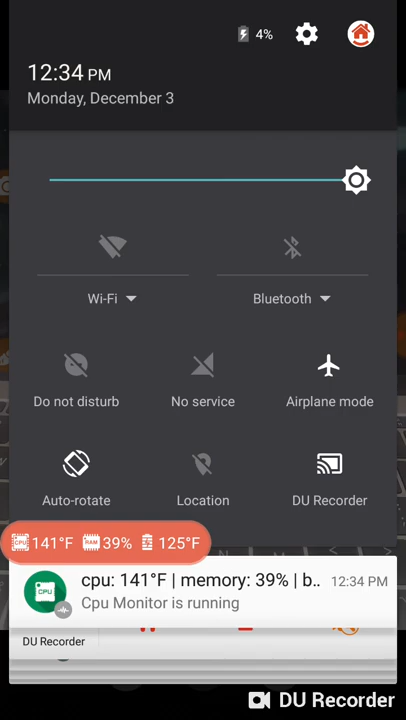 4%
12:34 PM
Monday, December 3
Wi-Fi
Bluetooth
Do not disturb
No service
Airplane mode
Auto-rotate
Location
DU Recorder
CPU 141°F RAM 39% 125°F
CPU
cpu: 141°F | memory: 39% | b.. 12:34 PM
Cpu Monitor is running
DU Recorder
DU Recorder